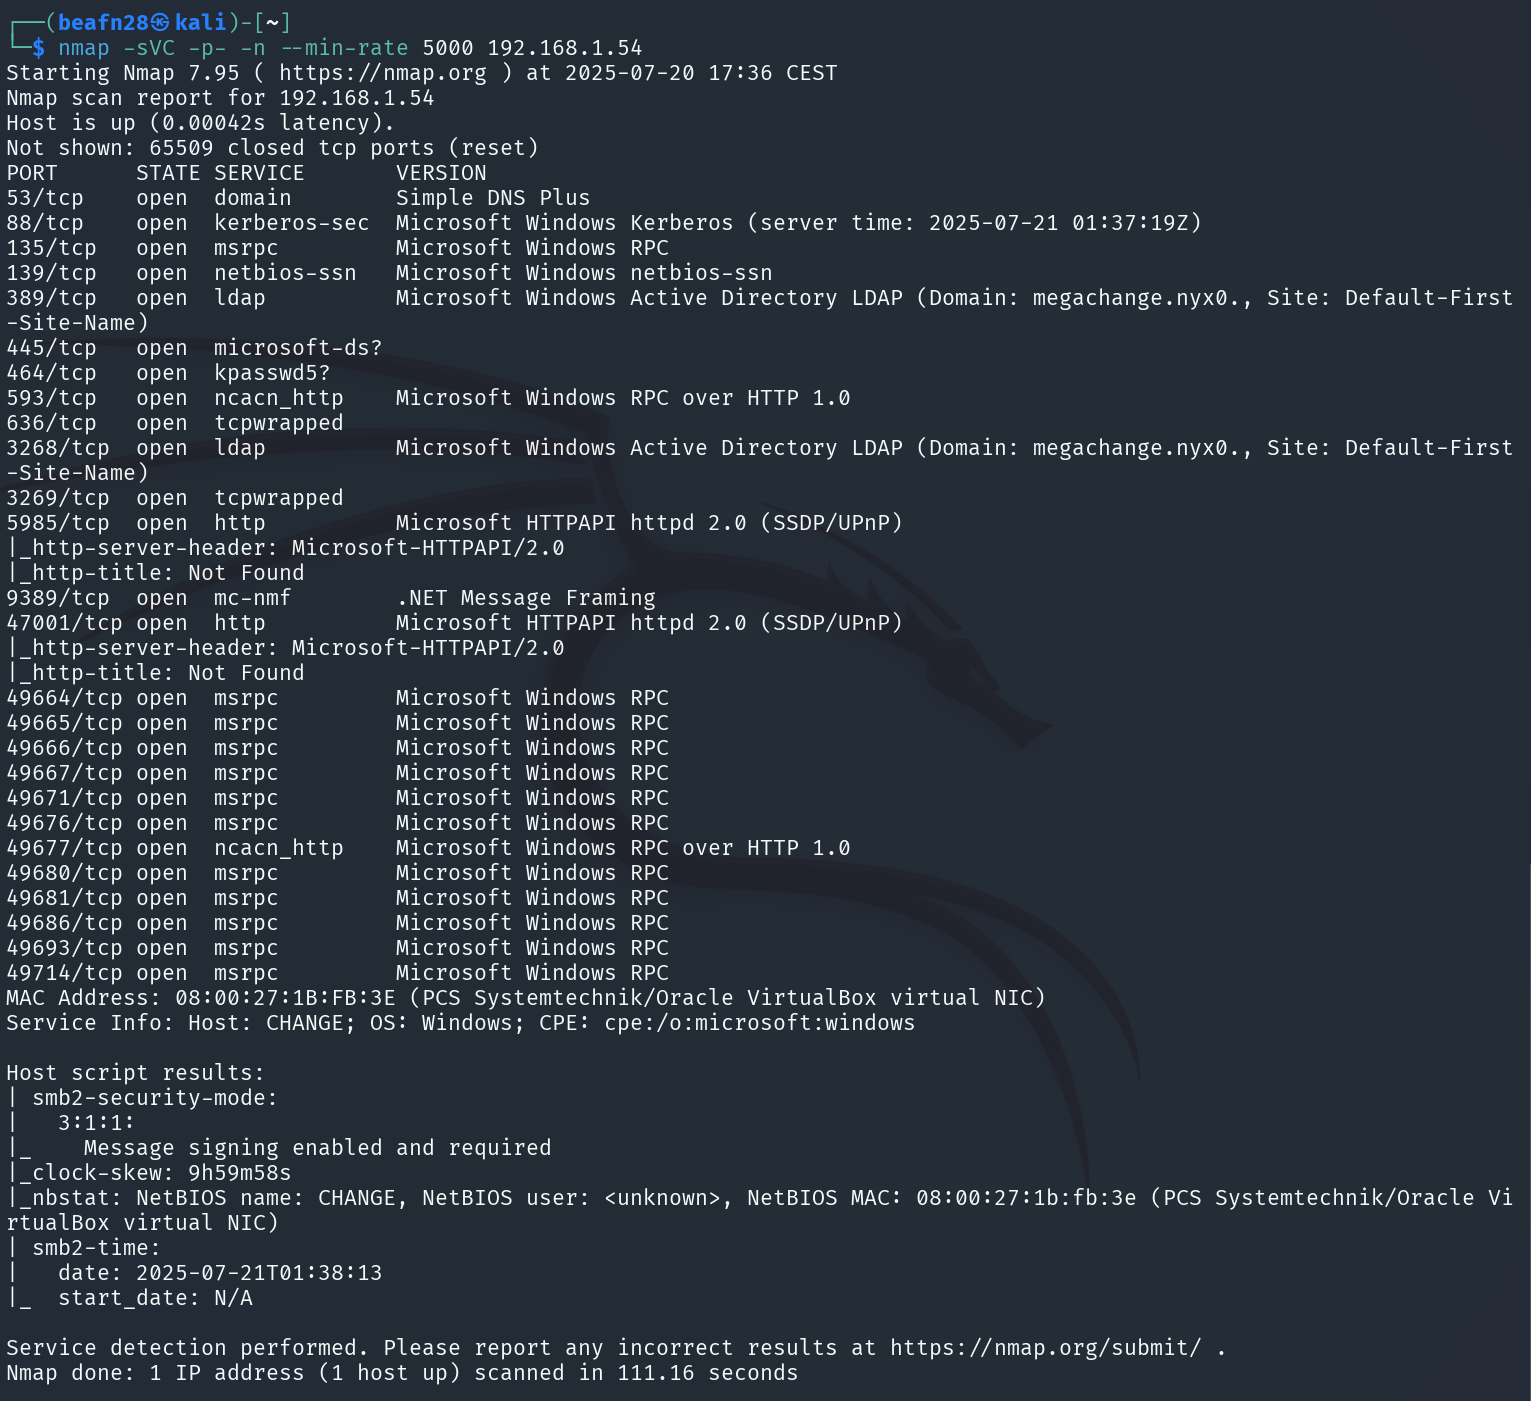 ┌──(beafn28㉿kali)-[~]
└─$ nmap -sVC -p- -n --min-rate 5000 192.168.1.54
Starting Nmap 7.95 ( https://nmap.org ) at 2025-07-20 17:36 CEST
Nmap scan report for 192.168.1.54
Host is up (0.00042s latency).
Not shown: 65509 closed tcp ports (reset)
PORT      STATE SERVICE       VERSION
53/tcp    open  domain        Simple DNS Plus
88/tcp    open  kerberos-sec  Microsoft Windows Kerberos (server time: 2025-07-21 01:37:19Z)
135/tcp   open  msrpc         Microsoft Windows RPC
139/tcp   open  netbios-ssn   Microsoft Windows netbios-ssn
389/tcp   open  ldap          Microsoft Windows Active Directory LDAP (Domain: megachange.nyx0., Site: Default-First
-Site-Name)
445/tcp   open  microsoft-ds?
464/tcp   open  kpasswd5?
593/tcp   open  ncacn_http    Microsoft Windows RPC over HTTP 1.0
636/tcp   open  tcpwrapped
3268/tcp  open  ldap          Microsoft Windows Active Directory LDAP (Domain: megachange.nyx0., Site: Default-First
-Site-Name)
3269/tcp  open  tcpwrapped
5985/tcp  open  http          Microsoft HTTPAPI httpd 2.0 (SSDP/UPnP)
|_http-server-header: Microsoft-HTTPAPI/2.0
|_http-title: Not Found
9389/tcp  open  mc-nmf        .NET Message Framing
47001/tcp open  http          Microsoft HTTPAPI httpd 2.0 (SSDP/UPnP)
|_http-server-header: Microsoft-HTTPAPI/2.0
|_http-title: Not Found
49664/tcp open  msrpc         Microsoft Windows RPC
49665/tcp open  msrpc         Microsoft Windows RPC
49666/tcp open  msrpc         Microsoft Windows RPC
49667/tcp open  msrpc         Microsoft Windows RPC
49671/tcp open  msrpc         Microsoft Windows RPC
49676/tcp open  msrpc         Microsoft Windows RPC
49677/tcp open  ncacn_http    Microsoft Windows RPC over HTTP 1.0
49680/tcp open  msrpc         Microsoft Windows RPC
49681/tcp open  msrpc         Microsoft Windows RPC
49686/tcp open  msrpc         Microsoft Windows RPC
49693/tcp open  msrpc         Microsoft Windows RPC
49714/tcp open  msrpc         Microsoft Windows RPC
MAC Address: 08:00:27:1B:FB:3E (PCS Systemtechnik/Oracle VirtualBox virtual NIC)
Service Info: Host: CHANGE; OS: Windows; CPE: cpe:/o:microsoft:windows

Host script results:
| smb2-security-mode:
|   3:1:1:
|_    Message signing enabled and required
|_clock-skew: 9h59m58s
|_nbstat: NetBIOS name: CHANGE, NetBIOS user: <unknown>, NetBIOS MAC: 08:00:27:1b:fb:3e (PCS Systemtechnik/Oracle Vi
rtualBox virtual NIC)
| smb2-time:
|   date: 2025-07-21T01:38:13
|_  start_date: N/A

Service detection performed. Please report any incorrect results at https://nmap.org/submit/ .
Nmap done: 1 IP address (1 host up) scanned in 111.16 seconds